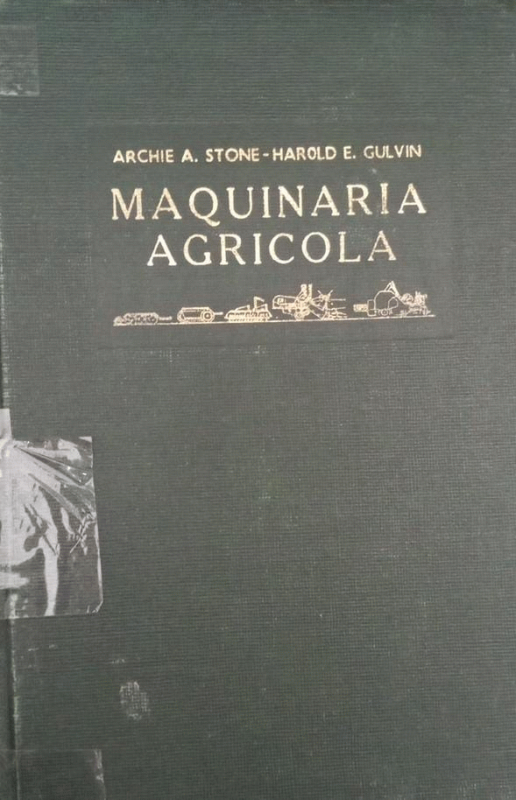 ARCHIE A. STONE-HAROLD E. GULVIN
MAQUINARIA
AGRICOLA